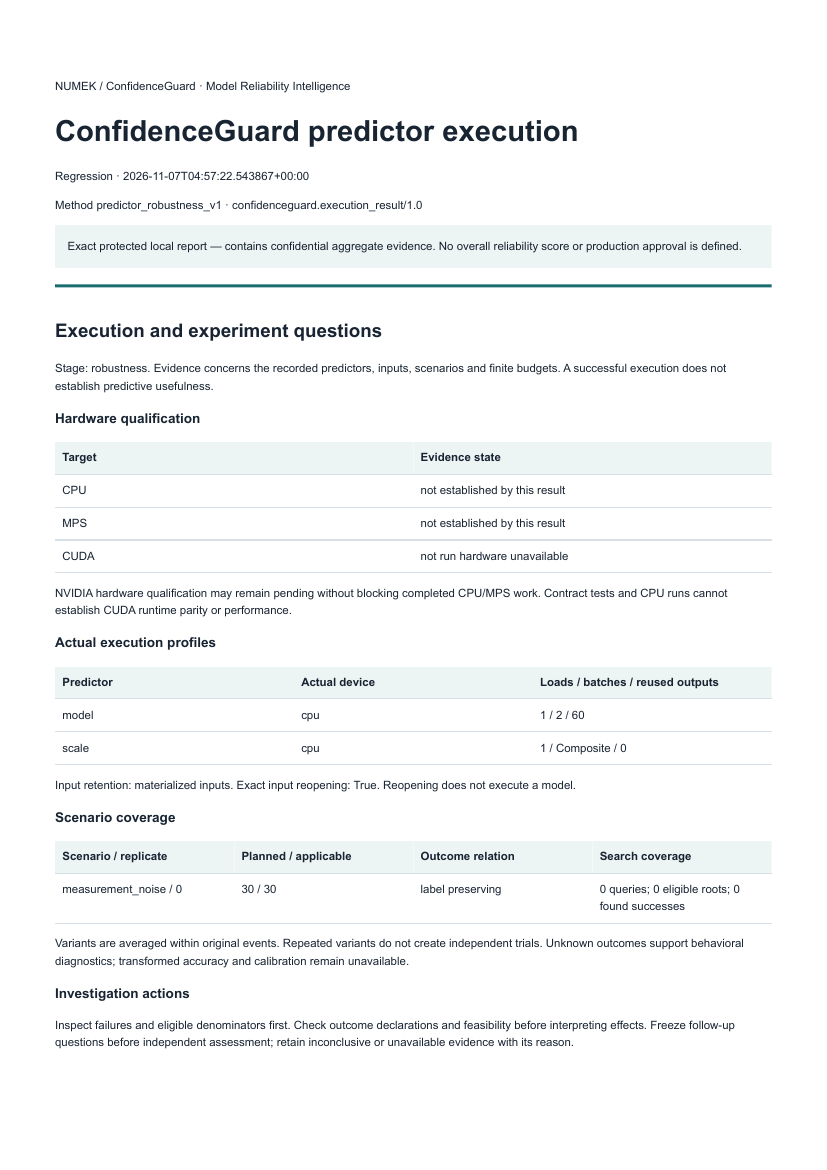 NUMEK / ConfidenceGuard · Model Reliability Intelligence
ConfidenceGuard predictor execution
Regression · 2026-11-07T04:57:22.543867+00:00
Method predictor_robustness_v1 · confidenceguard.execution_result/1.0
Exact protected local report — contains confidential aggregate evidence. No overall reliability score or production approval is defined.
Execution and experiment questions
Stage: robustness. Evidence concerns the recorded predictors, inputs, scenarios and finite budgets. A successful execution does not
establish predictive usefulness.
Hardware qualification
Target Evidence state
CPU not established by this result
MPS not established by this result
CUDA not run hardware unavailable
NVIDIA hardware qualification may remain pending without blocking completed CPU/MPS work. Contract tests and CPU runs cannot
establish CUDA runtime parity or performance.
Actual execution profiles
Predictor Actual device Loads / batches / reused outputs
model cpu 1 / 2 / 60
scale cpu 1 / Composite / 0
Input retention: materialized inputs. Exact input reopening: True. Reopening does not execute a model.
Scenario coverage
Scenario / replicate Planned / applicable Outcome relation Search coverage
measurement_noise / 0 30 / 30 label preserving 0 queries; 0 eligible roots; 0
found successes
Variants are averaged within original events. Repeated variants do not create independent trials. Unknown outcomes support behavioral
diagnostics; transformed accuracy and calibration remain unavailable.
Investigation actions
Inspect failures and eligible denominators first. Check outcome declarations and feasibility before interpreting effects. Freeze follow-up
questions before independent assessment; retain inconclusive or unavailable evidence with its reason.